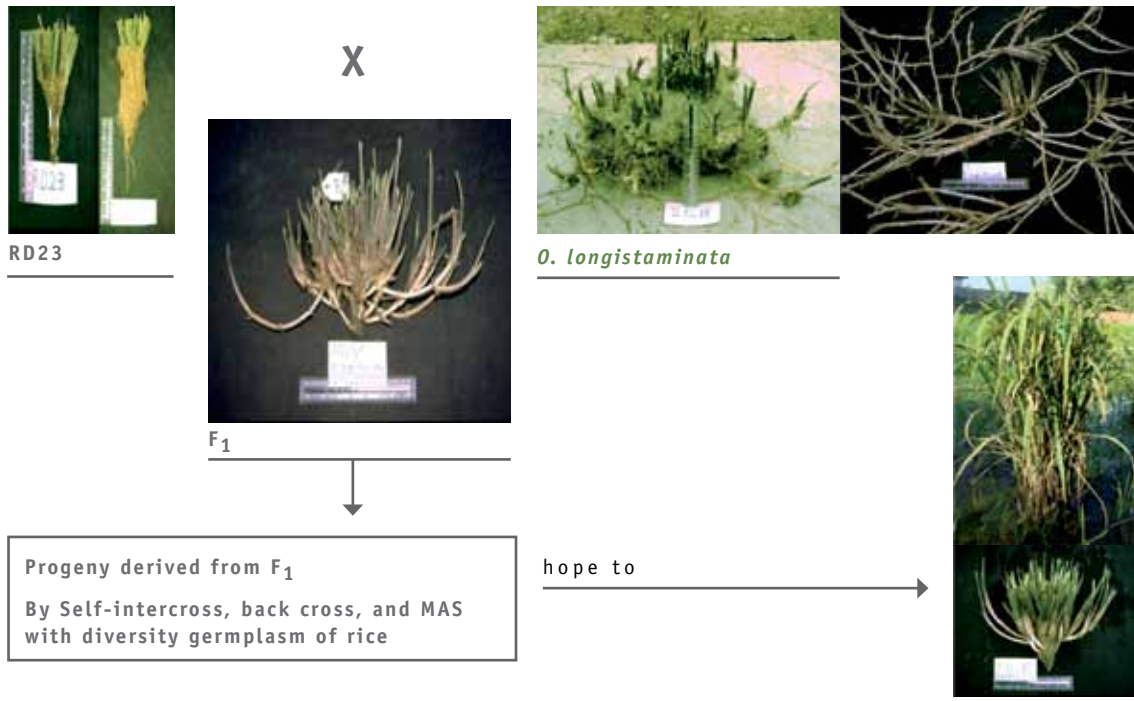 X
RD23
O. longistaminata
F₁
Progeny derived from F₁
By Self-intercross, back cross, and MAS
with diversity germplasm of rice
hope to